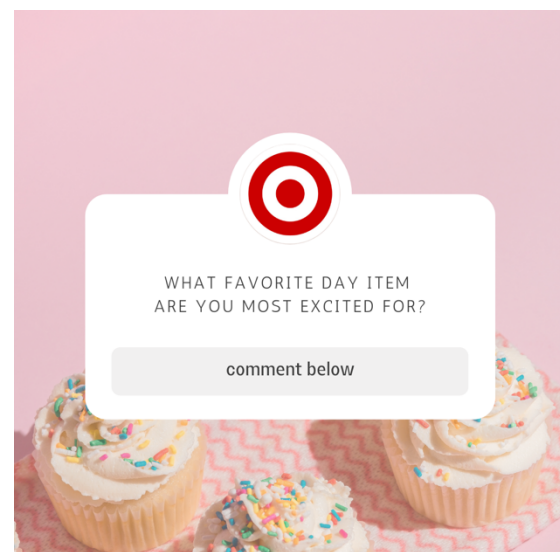 WHAT FAVORITE DAY ITEM
ARE YOU MOST EXCITED FOR?
comment below